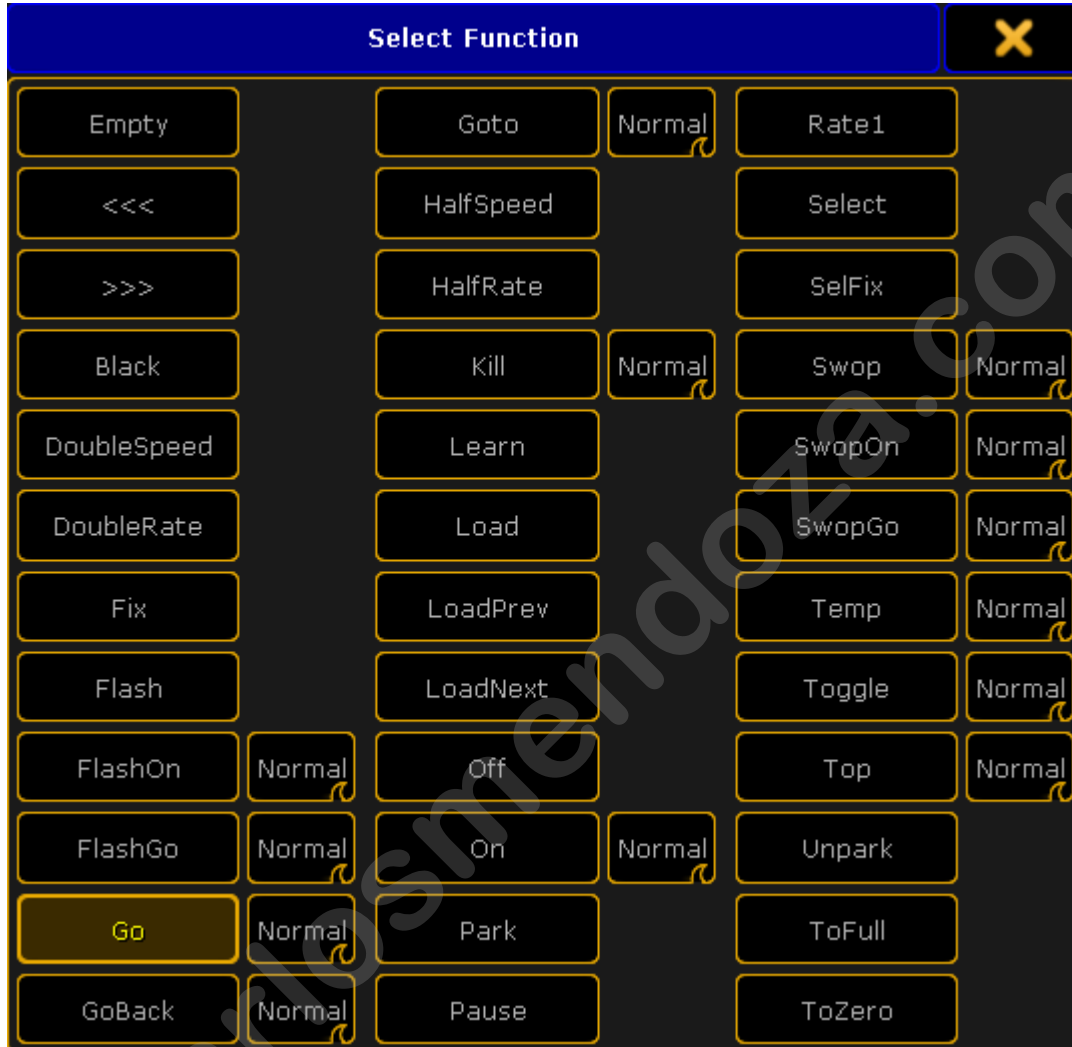 Select Function
Empty
Goto
Normal
Rate1
<<<
HalfSpeed
Select
>>>
HalfRate
SelFix
Black
Kill
Normal
Swop
Normal
DoubleSpeed
Learn
SwopOn
Normal
DoubleRate
Load
SwopGo
Normal
Fix
LoadPrev
Temp
Normal
Flash
LoadNext
Toggle
Normal
FlashOn
Normal
Off
Top
Normal
FlashGo
Normal
On
Normal
Unpark
Go
Normal
Park
ToFull
GoBack
Normal
Pause
ToZero